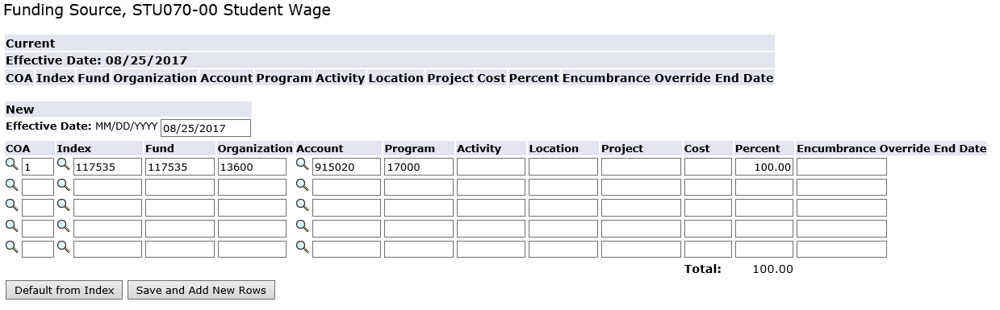 Funding Source, STU070-00 Student Wage
Current
Effective Date: 08/25/2017
COA Index Fund Organization Account Program Activity Location Project Cost Percent Encumbrance Override End Date
New
Effective Date: MM/DD/YYYY 08/25/2017
COA Index Fund Organization Account Program Activity Location Project Cost Percent Encumbrance Override End Date
1 117535 117535 13600 915020 17000 100.00
Total: 100.00
Default from Index Save and Add New Rows